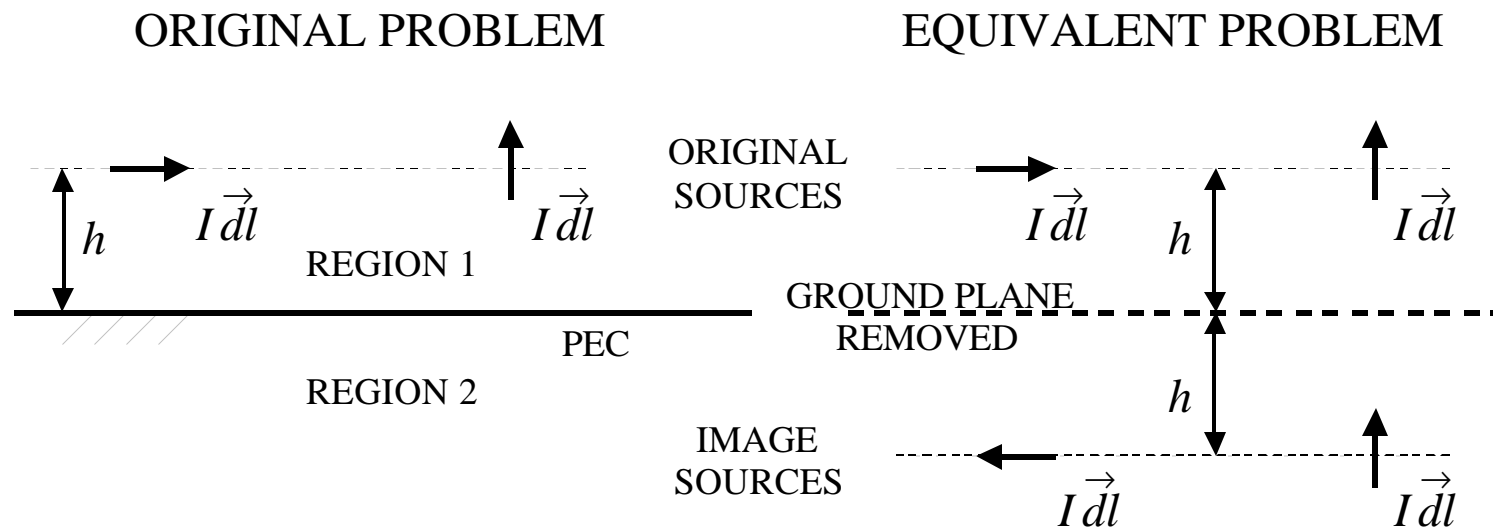 ORIGINAL PROBLEM
EQUIVALENT PROBLEM
h
I dl
I dl
REGION 1
PEC
REGION 2
ORIGINAL
SOURCES
I dl
I dl
h
GROUND PLANE
REMOVED
h
IMAGE
SOURCES
I dl
I dl